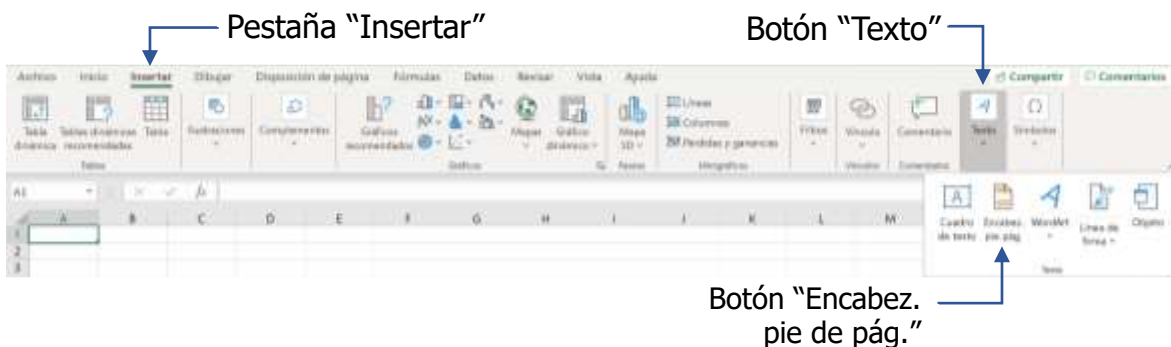 Pestaña “Insertar”
Botón “Texto”
Archivo Inicio Insertar Dibujar Disposición de página Fórmulas Datos Revisar Vista Ayuda Compartir Comentarios
Tabla dinámica Tablas dinámicas recomendadas Tabla Ilustraciones Complementos Gráficos recomendados Mapas Gráfico dinámico Mapa 3D Líneas Columnas Pérdidas y ganancias Filtros Vínculo Comentario Texto Símbolos
Tablas Gráficos Vínculos Comentarios
A1 fx
A B C D E F G H I J K L M
1
2
3
Cuadro de texto Encabez. pie pág. WordArt Línea de firma Objeto
Texto
Botón “Encabez.
pie de pág.”